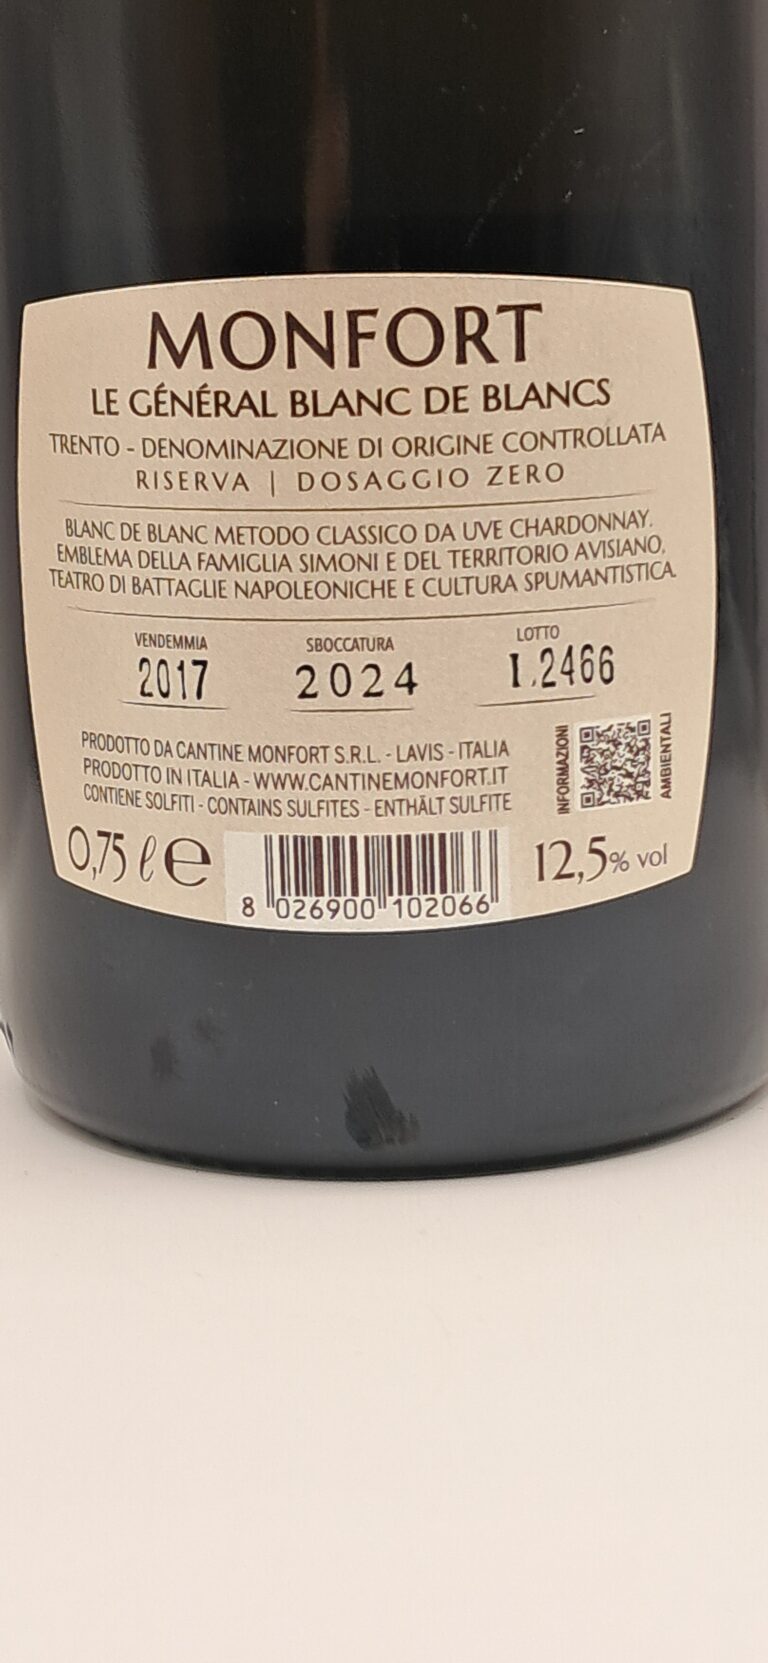 MONFORT
LE GÉNÉRAL BLANC DE BLANCS
TRENTO - DENOMINAZIONE DI ORIGINE CONTROLLATA
RISERVA | DOSAGGIO ZERO
BLANC DE BLANC METODO CLASSICO DA UVE CHARDONNAY.
EMBLEMA DELLA FAMIGLIA SIMONI E DEL TERRITORIO AVISIANO,
TEATRO DI BATTAGLIE NAPOLEONICHE E CULTURA SPUMANTISTICA.
VENDEMMIA SBOCCATURA LOTTO
2017 2024 I.2466
PRODOTTO DA CANTINE MONFORT S.R.L. - LAVIS - ITALIA
PRODOTTO IN ITALIA - WWW.CANTINEMONFORT.IT
CONTIENE SOLFITI - CONTAINS SULFITES - ENTHÄLT SULFITE
INFORMAZIONI
AMBIENTALI
0,75 ℓ e
8 026900 102066
12,5% vol